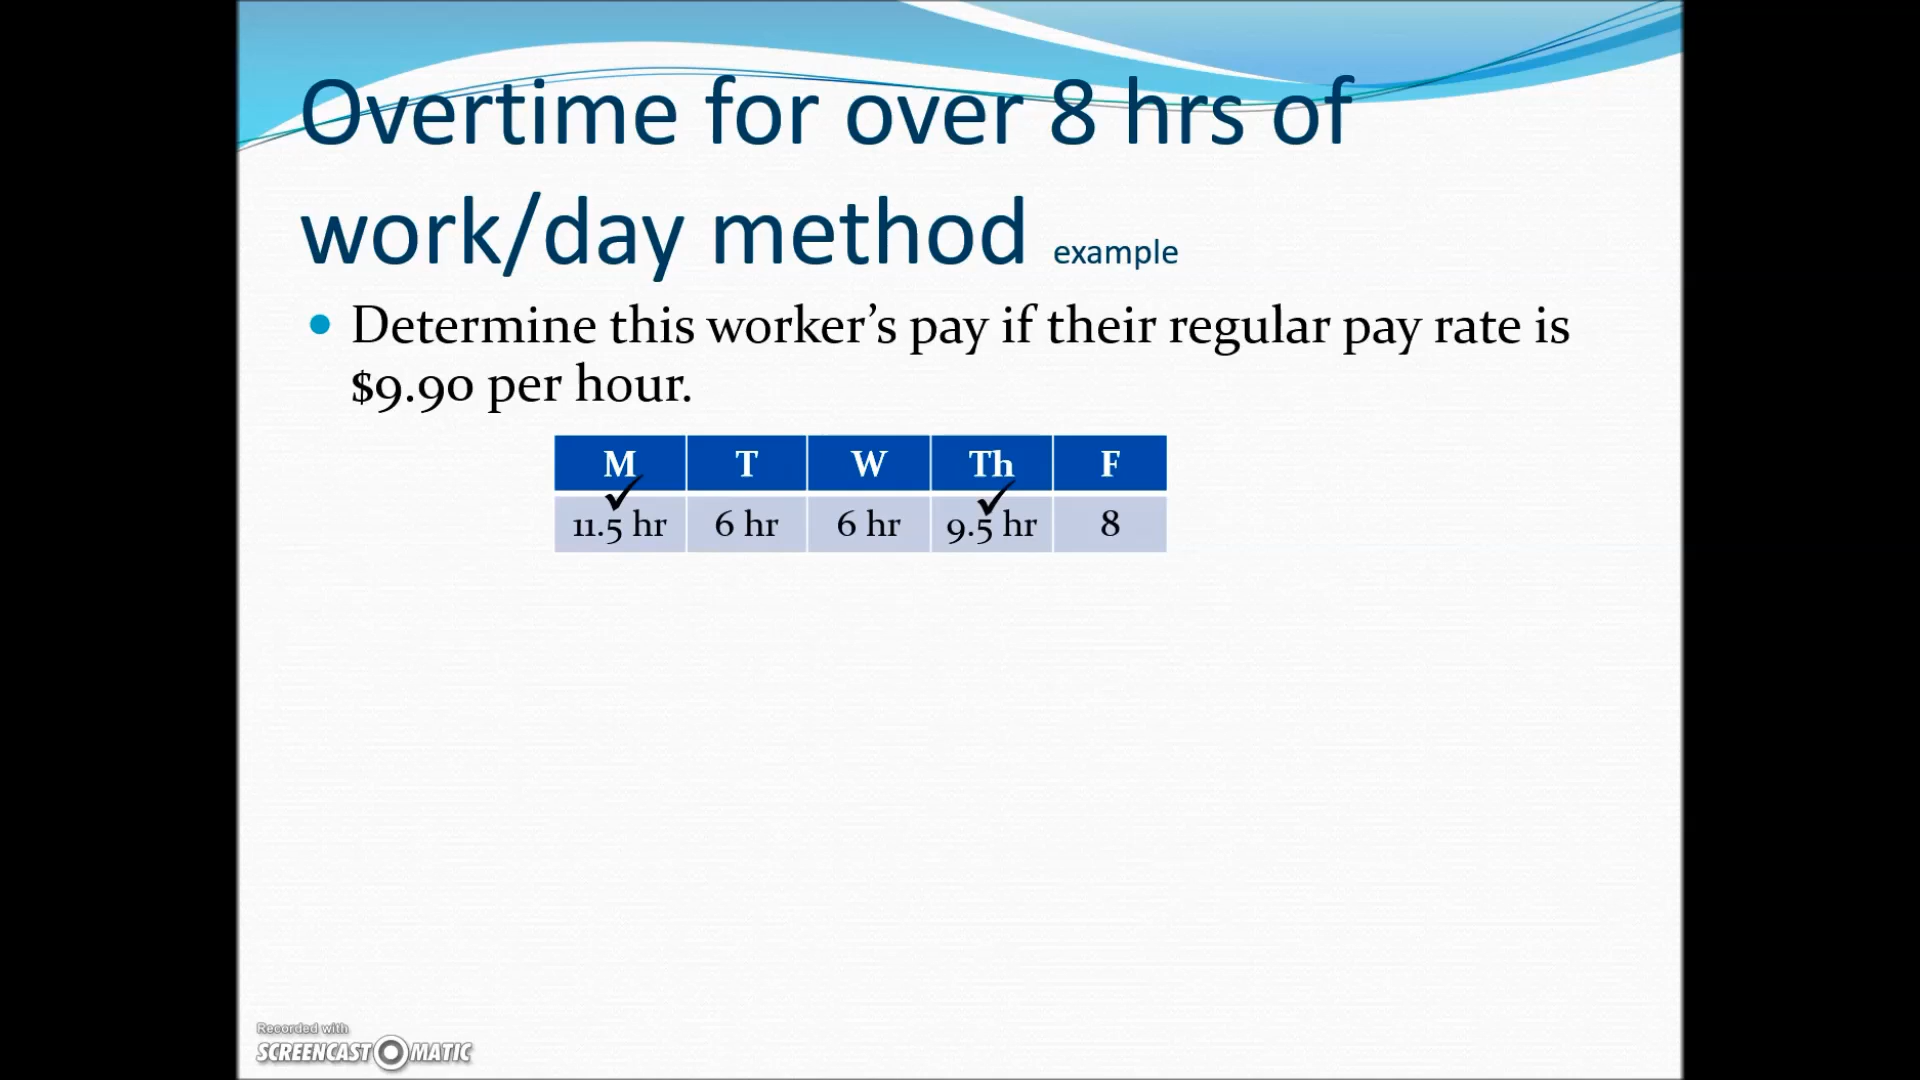 Overtime for over 8 hrs of
work/day method example
• Determine this worker's pay if their regular pay rate is
$9.90 per hour.
M T W Th F
11.5 hr 6 hr 6 hr 9.5 hr 8
Recorded with
SCREENCAST O MATIC